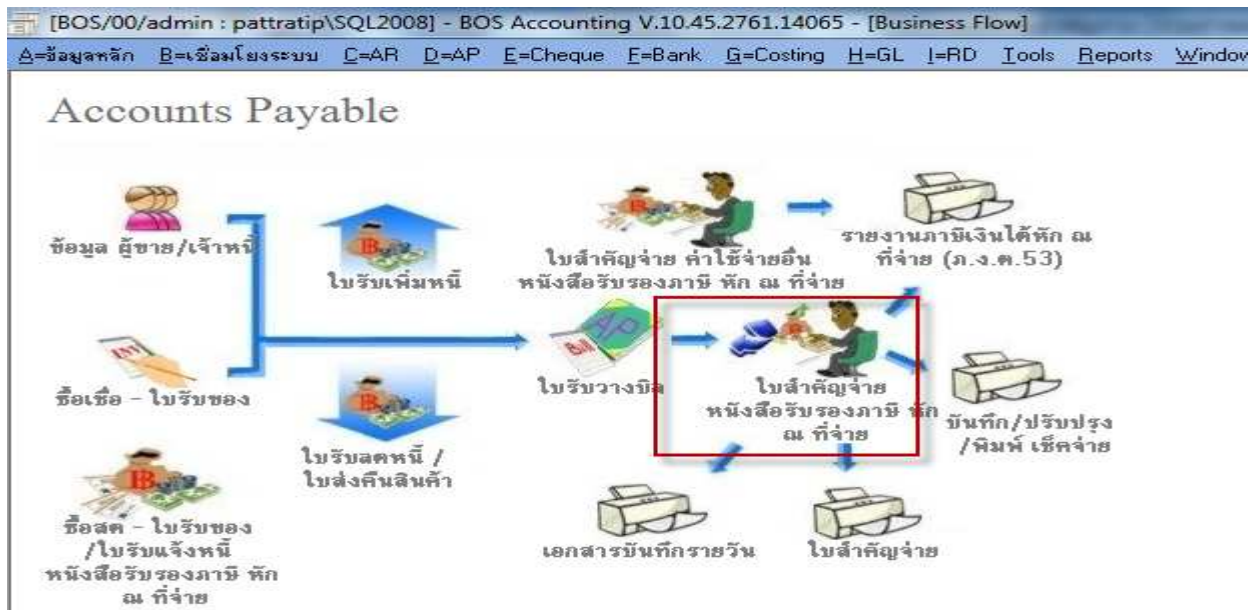 [BOS/00/admin : pattratip\SQL2008] - BOS Accounting V.10.45.2761.14065 - [Business Flow]
A=ข้อมูลหลัก B=เชื่อมโยงระบบ C=AR D=AP E=Cheque F=Bank G=Costing H=GL I=RD Tools Reports Window
Accounts Payable
ข้อมูล ผู้ขาย/เจ้าหนี้
ใบรับเพิ่มหนี้
ใบสำคัญจ่าย ค่าใช้จ่ายอื่น
หนังสือรับรองภาษี หัก ณ ที่จ่าย
รายงานภาษีเงินได้หัก ณ
ที่จ่าย (ภ.ง.ด.53)
INV
ซื้อเชื่อ - ใบรับของ
AP
Bill
ใบรับวางบิล
ใบสำคัญจ่าย
หนังสือรับรองภาษี หัก
ณ ที่จ่าย
บันทึก/ปรับปรุง
/พิมพ์ เช็คจ่าย
ใบรับลดหนี้ /
ใบส่งคืนสินค้า
ซื้อสด - ใบรับของ
/ใบรับแจ้งหนี้
หนังสือรับรองภาษี หัก
ณ ที่จ่าย
เอกสารบันทึกรายวัน
ใบสำคัญจ่าย